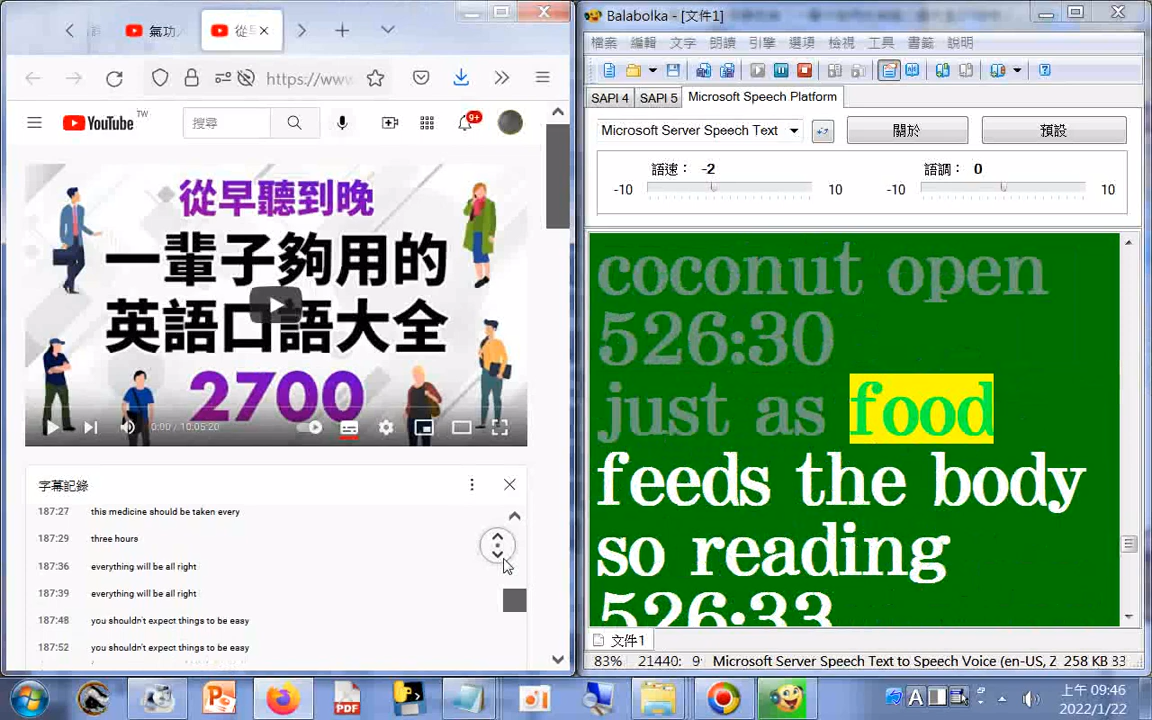 氣功
從
https://www
YouTube TW
搜尋
9+
從早聽到晚
一輩子夠用的
英語口語大全
2700
0:00 / 10:05:20
字幕記錄
187:27 this medicine should be taken every
187:29 three hours
187:36 everything will be all right
187:39 everything will be all right
187:48 you shouldn't expect things to be easy
187:52 you shouldn't expect things to be easy
Balabolka - [文件1]
檔案 編輯 文字 朗讀 引擎 選項 檢視 工具 書籤 說明
SAPI 4 SAPI 5 Microsoft Speech Platform
Microsoft Server Speech Text 關於 預設
語速： -2 語調： 0
-10 10 -10 10
coconut open
526:30
just as food
feeds the body
so reading
526:33
文件1
83% 21440: 9 Microsoft Server Speech Text to Speech Voice (en-US, Z 258 KB 33
PDF
A
上午 09:46
2022/1/22